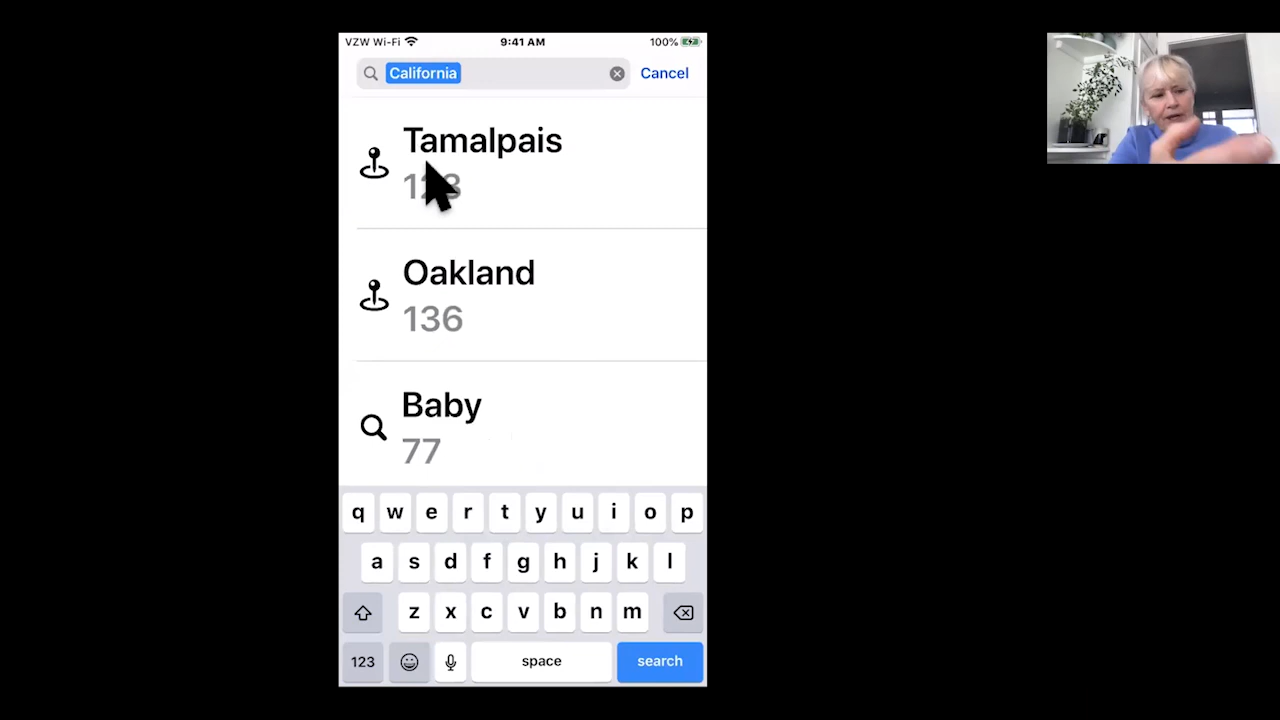 VZW Wi-Fi 9:41 AM 100%
California Cancel
Tamalpais
Oakland
136
Baby
77
q w e r t y u i o p
a s d f g h j k l
z x c v b n m
123 space search